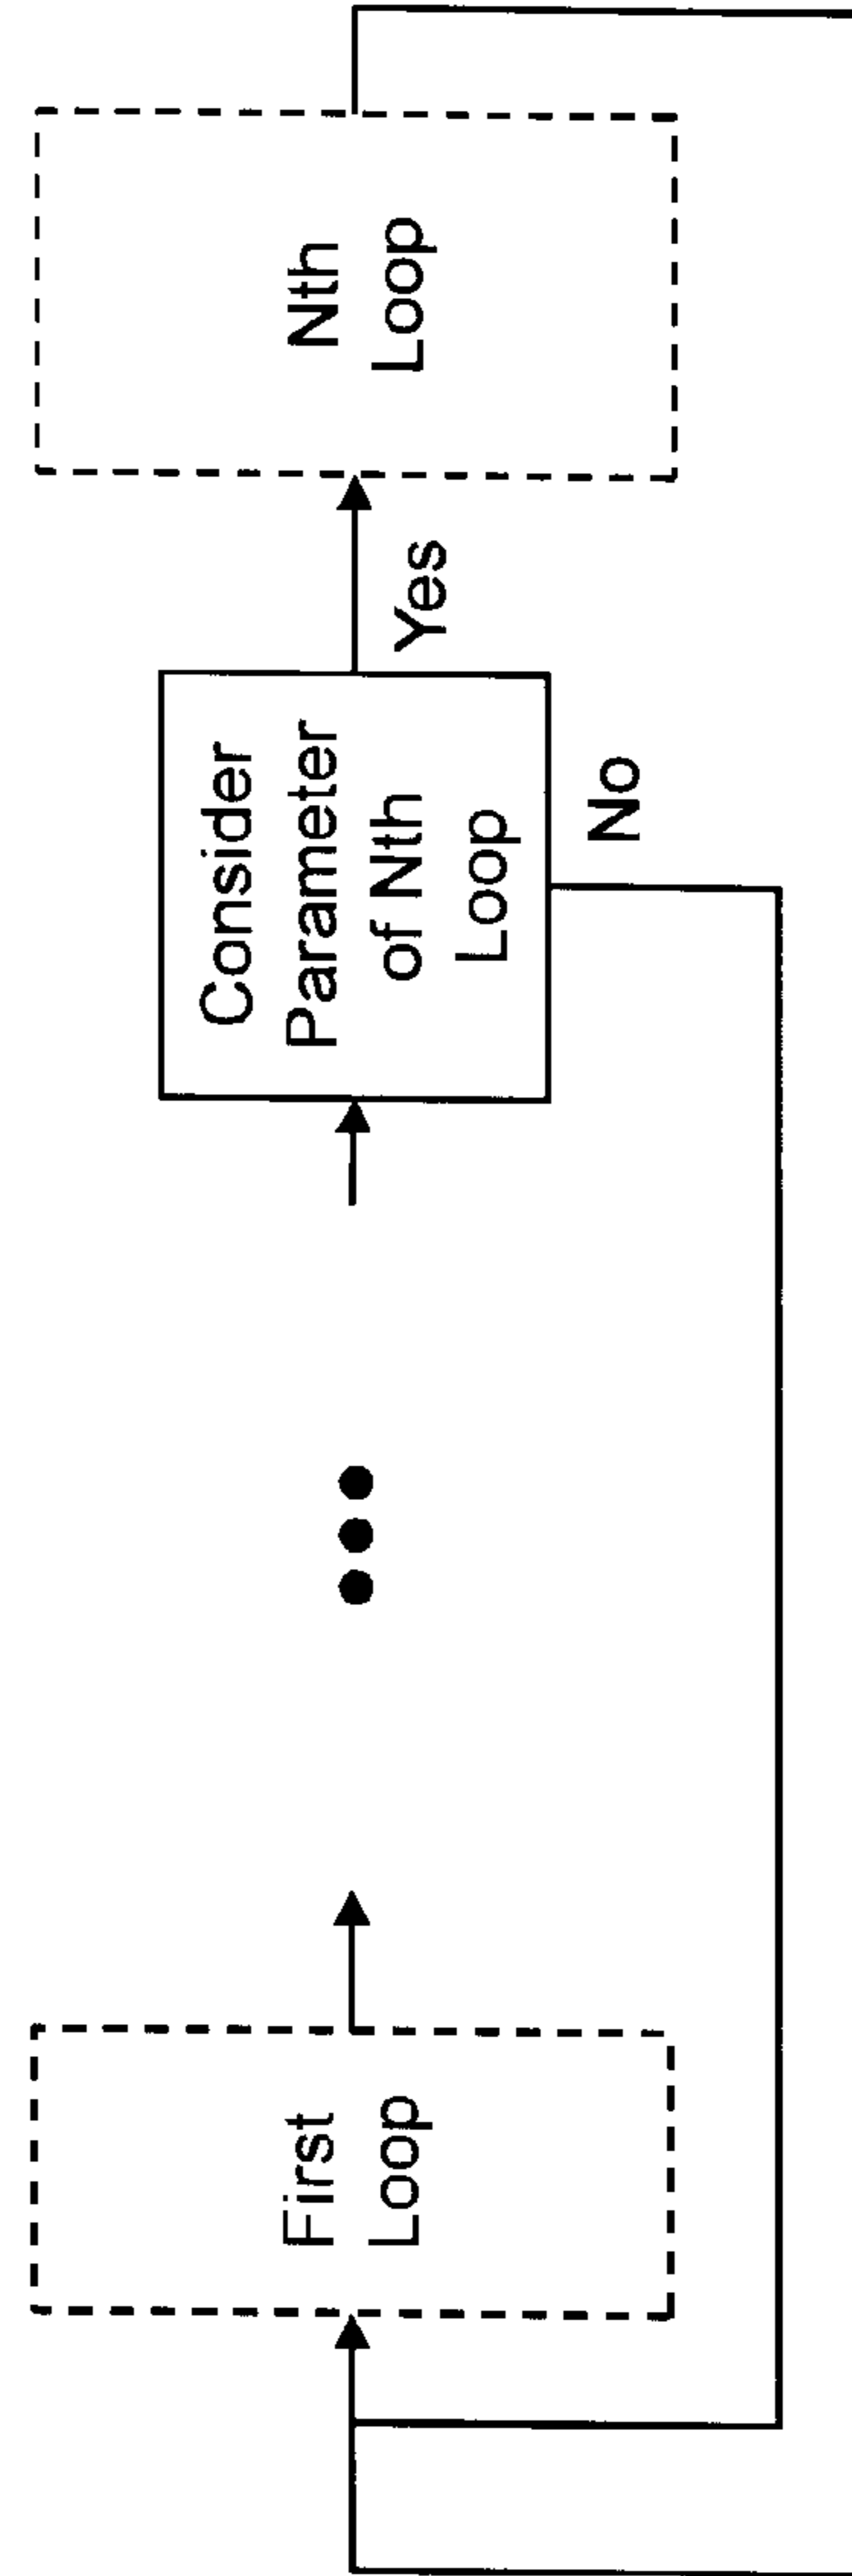 First
Loop
Consider
Parameter
of Nth
Loop
Yes
No
Nth
Loop